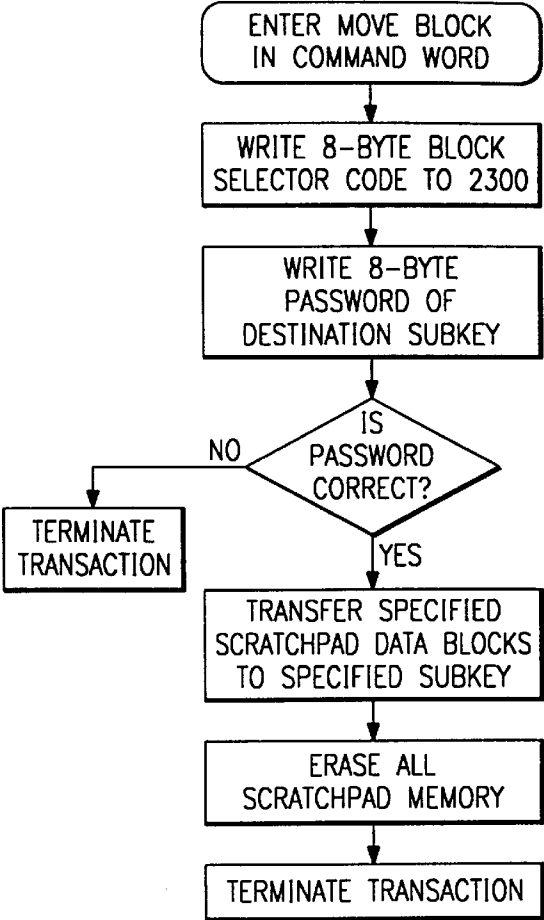 ENTER MOVE BLOCK
IN COMMAND WORD
WRITE 8-BYTE BLOCK
SELECTOR CODE TO 2300
WRITE 8-BYTE
PASSWORD OF
DESTINATION SUBKEY
IS
PASSWORD
CORRECT?
NO
TERMINATE
TRANSACTION
YES
TRANSFER SPECIFIED
SCRATCHPAD DATA BLOCKS
TO SPECIFIED SUBKEY
ERASE ALL
SCRATCHPAD MEMORY
TERMINATE TRANSACTION